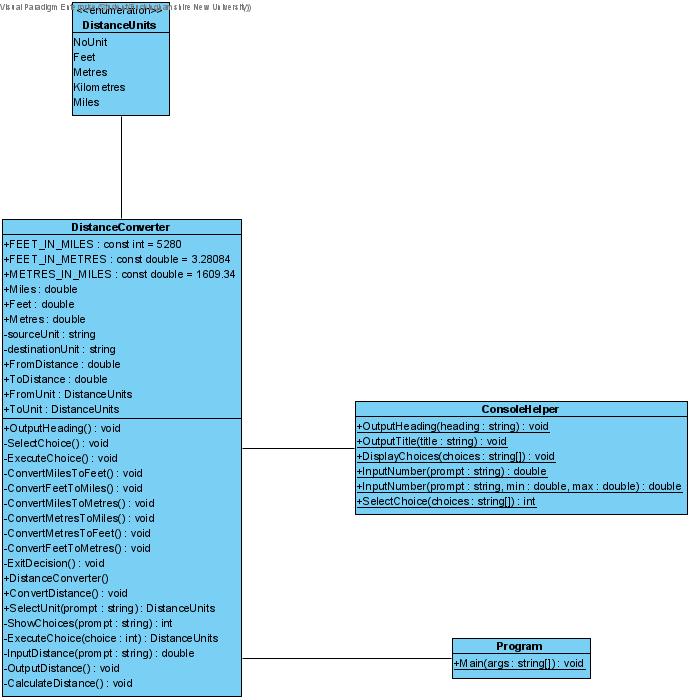 <<enumeration>>
DistanceUnits
NoUnit
Feet
Metres
Kilometres
Miles
DistanceConverter
+FEET_IN_MILES : const int = 5280
+FEET_IN_METRES : const double = 3.28084
+METRES_IN_MILES : const double = 1609.34
+Miles : double
+Feet : double
+Metres : double
-sourceUnit : string
-destinationUnit : string
+FromDistance : double
+ToDistance : double
+FromUnit : DistanceUnits
+ToUnit : DistanceUnits
+OutputHeading() : void
-SelectChoice() : void
-ExecuteChoice() : void
-ConvertMilesToFeet() : void
-ConvertFeetToMiles() : void
-ConvertMilesToMetres() : void
-ConvertMetresToMiles() : void
-ConvertMetresToFeet() : void
-ConvertFeetToMetres() : void
-ExitDecision() : void
+DistanceConverter()
+ConvertDistance() : void
+SelectUnit(prompt : string) : DistanceUnits
-ShowChoices(prompt : string) : int
-ExecuteChoice(choice : int) : DistanceUnits
-InputDistance(prompt : string) : double
-OutputDistance() : void
-CalculateDistance() : void
ConsoleHelper
+OutputHeading(heading : string) : void
+OutputTitle(title : string) : void
+DisplayChoices(choices : string[]) : void
+InputNumber(prompt : string) : double
+InputNumber(prompt : string, min : double, max : double) : double
+SelectChoice(choices : string[]) : int
Program
+Main(args : string[]) : void
Visual Paradigm New University))